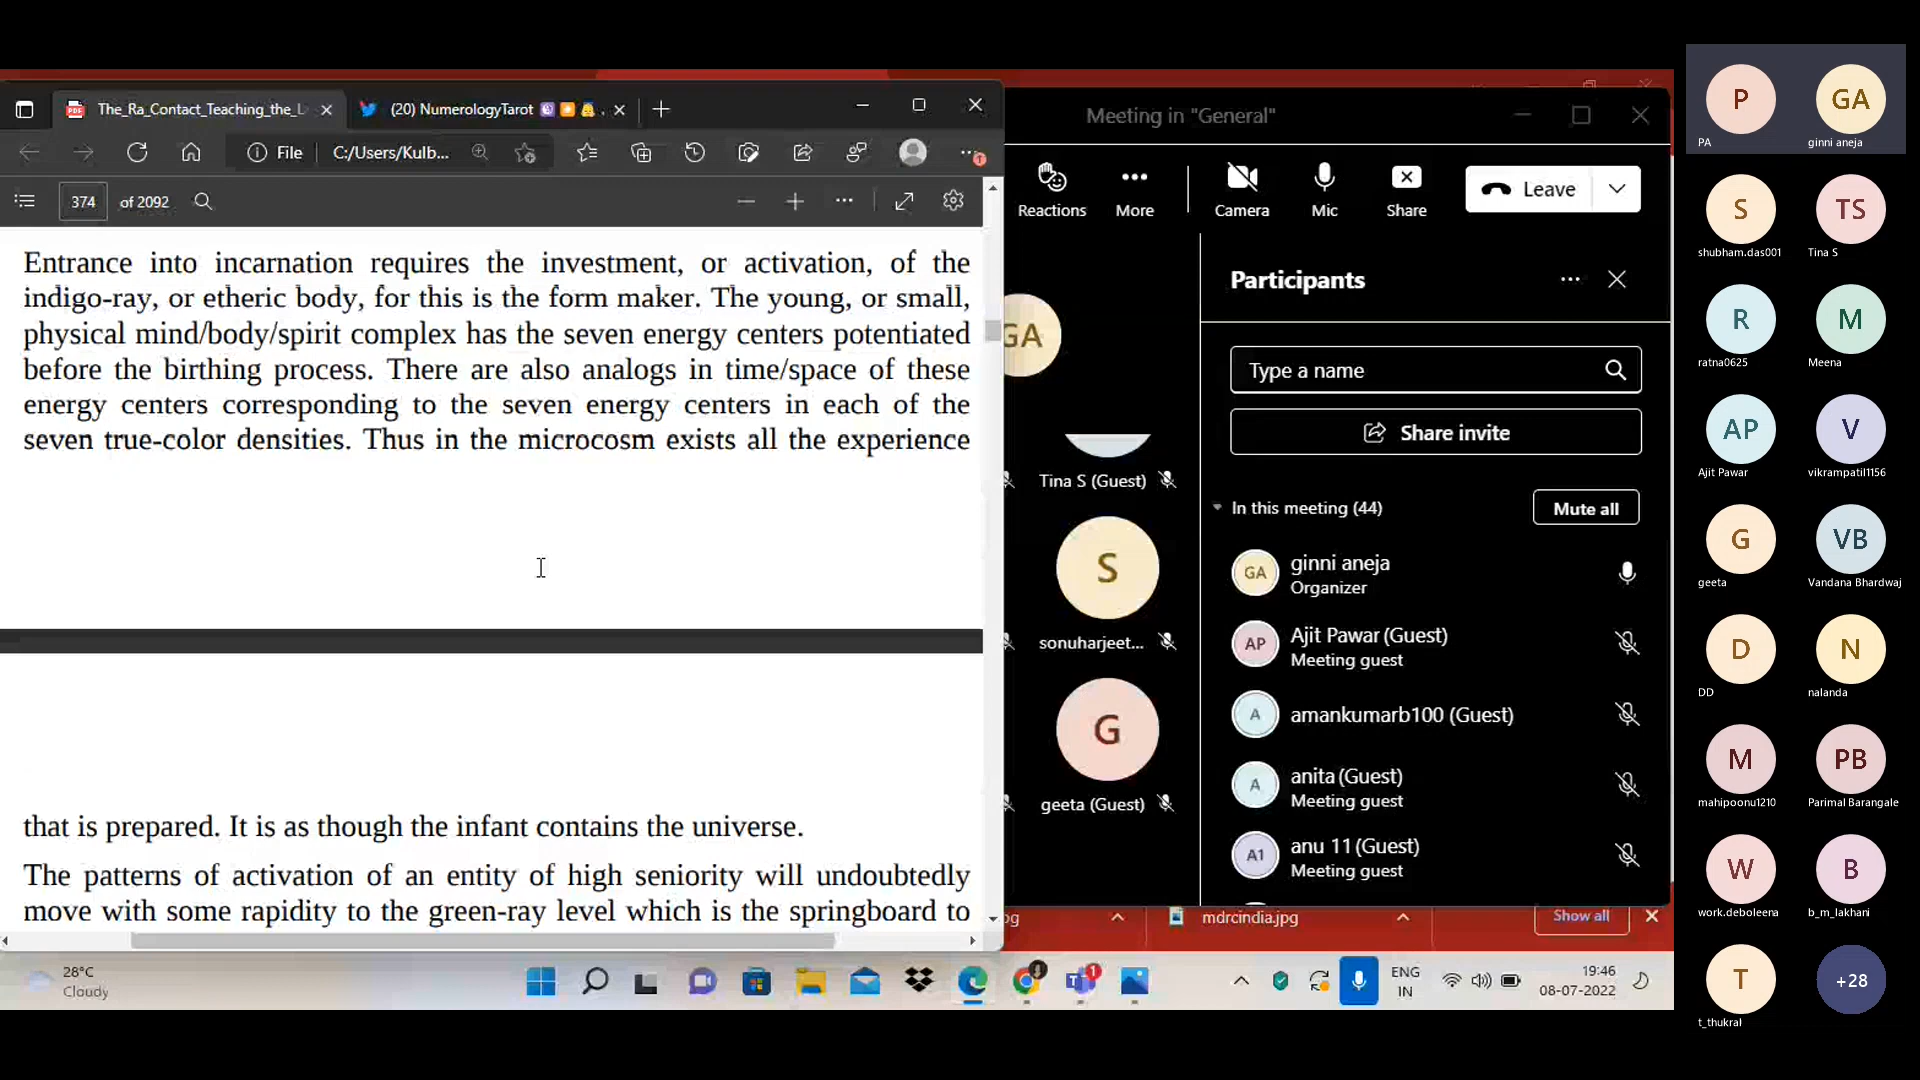 The_Ra_Contact_Teaching_the_L
(20) NumerologyTarot
File
C:/Users/Kulb...
374
of 2092
Entrance into incarnation requires the investment, or activation, of the
indigo-ray, or etheric body, for this is the form maker. The young, or small,
physical mind/body/spirit complex has the seven energy centers potentiated
before the birthing process. There are also analogs in time/space of these
energy centers corresponding to the seven energy centers in each of the
seven true-color densities. Thus in the microcosm exists all the experience
that is prepared. It is as though the infant contains the universe.
The patterns of activation of an entity of high seniority will undoubtedly
move with some rapidity to the green-ray level which is the springboard to
Meeting in "General"
Reactions
More
Camera
Mic
Share
Leave
GA
Tina S (Guest)
S
sonuharjeet...
G
geeta (Guest)
Participants
Type a name
Share invite
In this meeting (44)
Mute all
GA
ginni aneja
Organizer
AP
Ajit Pawar (Guest)
Meeting guest
A
amankumarb100 (Guest)
A
anita (Guest)
Meeting guest
A1
anu 11 (Guest)
Meeting guest
mdrcindia.jpg
Show all
28°C
Cloudy
1
ENG
IN
19:46
08-07-2022
P
PA
GA
ginni aneja
S
shubham.das001
TS
Tina S
R
ratna0625
M
Meena
AP
Ajit Pawar
V
vikrampatil1156
G
geeta
VB
Vandana Bhardwaj
D
DD
N
nalanda
M
mahipoonu1210
PB
Parimal Barangale
W
work.deboleena
B
b_m_lakhani
T
t_thukral
+28